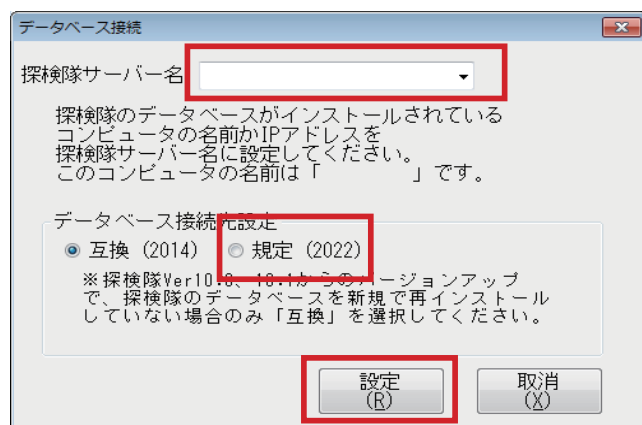 データベース接続
探検隊サーバー名
探検隊のデータベースがインストールされている
コンピュータの名前かIPアドレスを
探検隊サーバー名に設定してください。
このコンピュータの名前は「　　　　　」です。
データベース接続先設定
互換（2014）　規定（2022）
※探検隊Ver10.0、10.1からのバージョンアップ
で、探検隊のデータベースを新規で再インストール
していない場合のみ「互換」を選択してください。
設定　取消
(R)　(X)